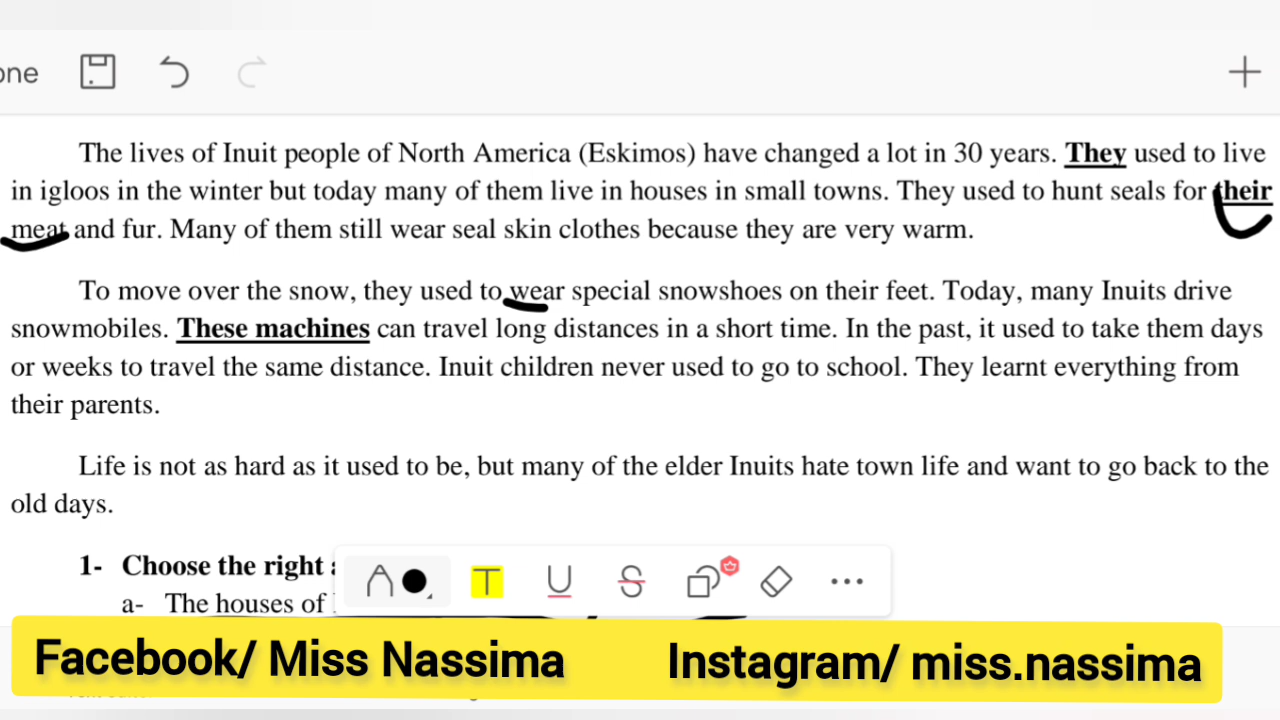 one
The lives of Inuit people of North America (Eskimos) have changed a lot in 30 years. They used to live
in igloos in the winter but today many of them live in houses in small towns. They used to hunt seals for their
meat and fur. Many of them still wear seal skin clothes because they are very warm.
To move over the snow, they used to wear special snowshoes on their feet. Today, many Inuits drive
snowmobiles. These machines can travel long distances in a short time. In the past, it used to take them days
or weeks to travel the same distance. Inuit children never used to go to school. They learnt everything from
their parents.
Life is not as hard as it used to be, but many of the elder Inuits hate town life and want to go back to the
old days.
1- Choose the right
a- The houses of
Facebook/ Miss Nassima Instagram/ miss.nassima